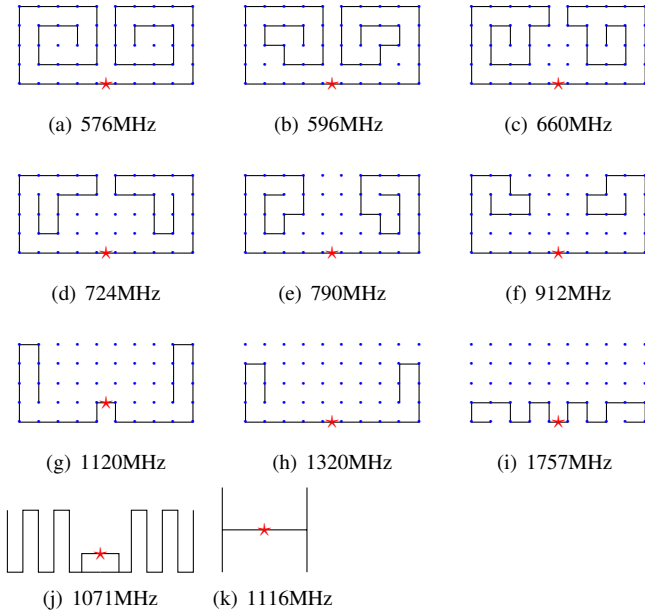 (a) 576MHz
(b) 596MHz
(c) 660MHz
(d) 724MHz
(e) 790MHz
(f) 912MHz
(g) 1120MHz
(h) 1320MHz
(i) 1757MHz
(j) 1071MHz
(k) 1116MHz